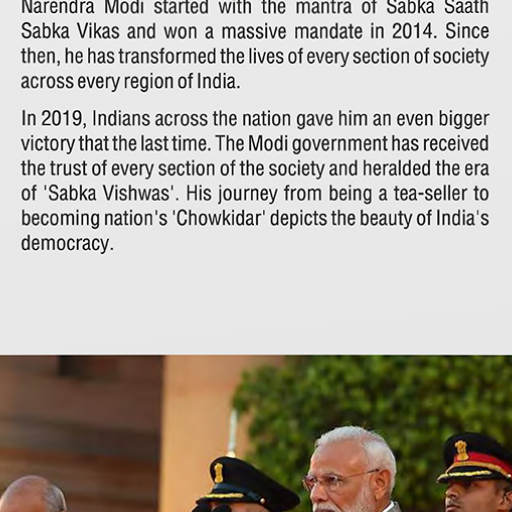 Narendra Modi started with the mantra of Sabka Saath
Sabka Vikas and won a massive mandate in 2014. Since
then, he has transformed the lives of every section of society
across every region of India.
In 2019, Indians across the nation gave him an even bigger
victory that the last time. The Modi government has received
the trust of every section of the society and heralded the era
of 'Sabka Vishwas'. His journey from being a tea-seller to
becoming nation's 'Chowkidar' depicts the beauty of India's
democracy.